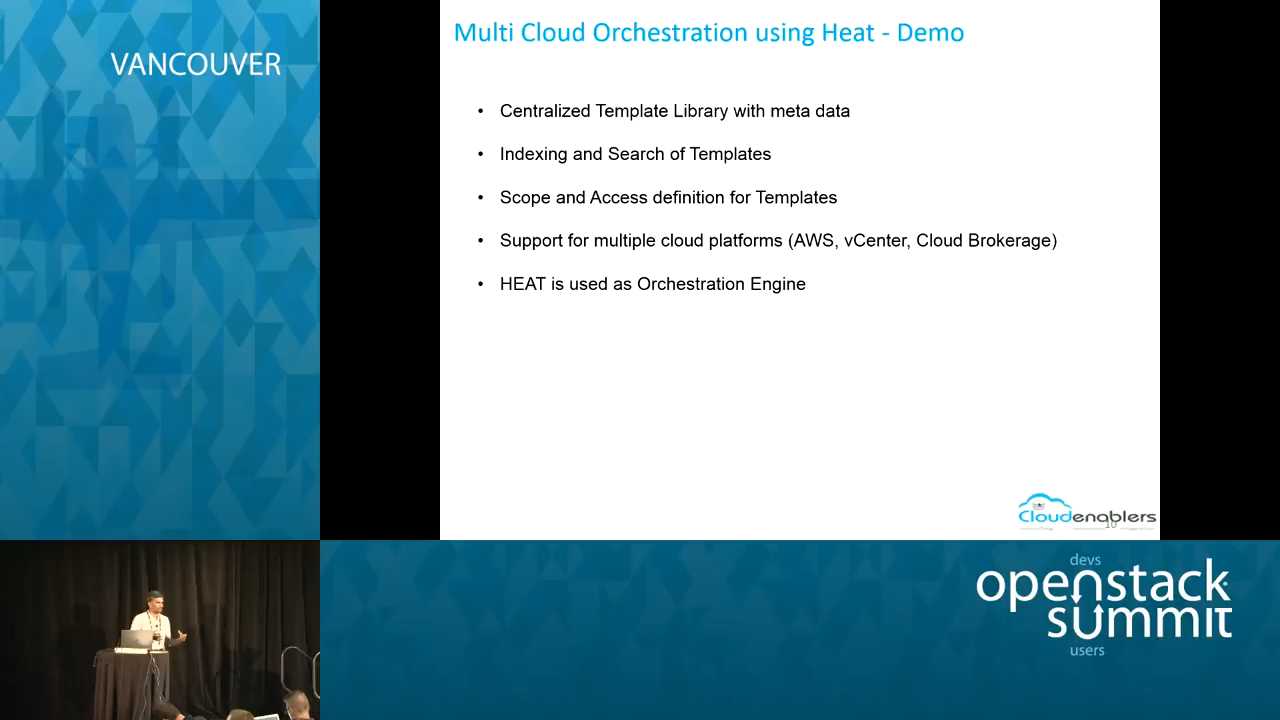 VANCOUVER
Multi Cloud Orchestration using Heat - Demo
• Centralized Template Library with meta data
• Indexing and Search of Templates
• Scope and Access definition for Templates
• Support for multiple cloud platforms (AWS, vCenter, Cloud Brokerage)
• HEAT is used as Orchestration Engine
Cloudenablers
10
devs
openstack
summit
users